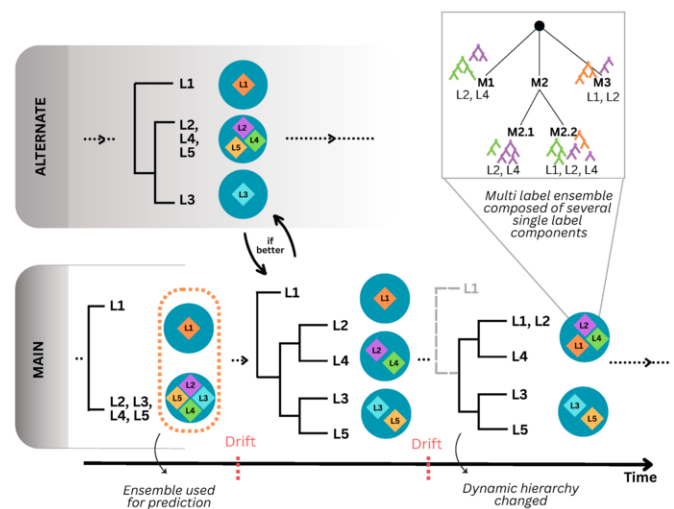 ALTERNATE
L1
L1
L2,
L4,
L5
L2
L4
L5
L3
L3
if
better
M1
L2, L4
M2
M3
L1, L2
M2.1
L2, L4
M2.2
L1, L2, L4
Multi label ensemble
composed of several
single label
components
MAIN
L1
L1
L2, L3,
L4, L5
L2
L5
L3
L4
L1
L1
L2
L4
L2
L4
L3
L5
L3
L5
L1
L1, L2
L4
L2
L4
L1
L3
L5
L3
L5
Drift
Drift
Time
Ensemble used
for prediction
Dynamic hierarchy
changed